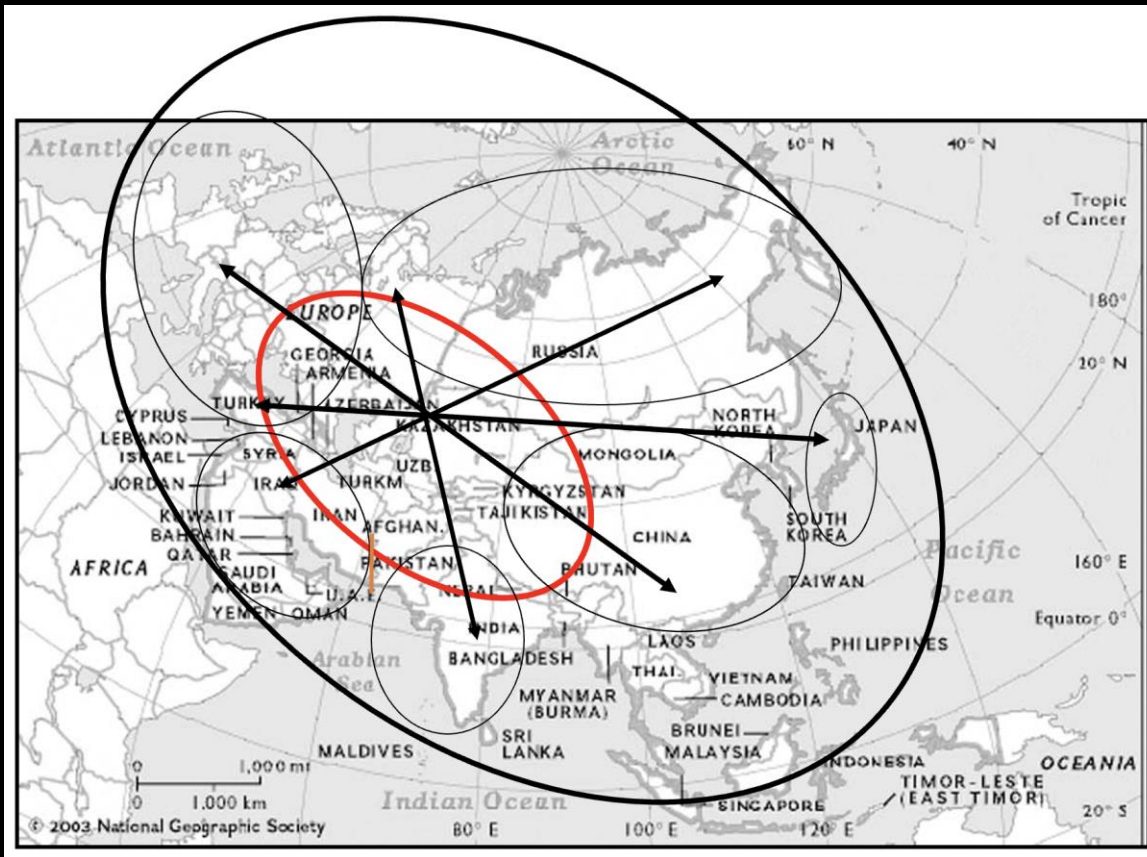 Atlantic Ocean
Arctic
Ocean
60° N
40° N
Tropic
of Cancer
180°
20° N
160° E
Equator 0°
20° S
EUROPE
GEORGIA
ARMENIA
RUSSIA
TURKEY
AZERBAIJAN
KAZAKHSTAN
CYPRUS
LEBANON
ISRAEL
SYRIA
JORDAN
IRAQ
UZB.
TURKM.
KYRGYZSTAN
TAJIKISTAN
MONGOLIA
NORTH
KOREA
JAPAN
KUWAIT
BAHRAIN
QATAR
IRAN
AFGHAN.
CHINA
SOUTH
KOREA
AFRICA
SAUDI
ARABIA
U.A.E.
YEMEN
OMAN
PAKISTAN
NEPAL
BHUTAN
TAIWAN
Pacific
Ocean
INDIA
BANGLADESH
LAOS
THAI.
VIETNAM
CAMBODIA
PHILIPPINES
Arabian
Sea
MYANMAR
(BURMA)
SRI
LANKA
MALDIVES
BRUNEI
MALAYSIA
INDONESIA
SINGAPORE
TIMOR-LESTE
(EAST TIMOR)
OCEANIA
Indian Ocean
0 1,000 mi
0 1,000 km
© 2003 National Geographic Society
80° E
100° E
120° E